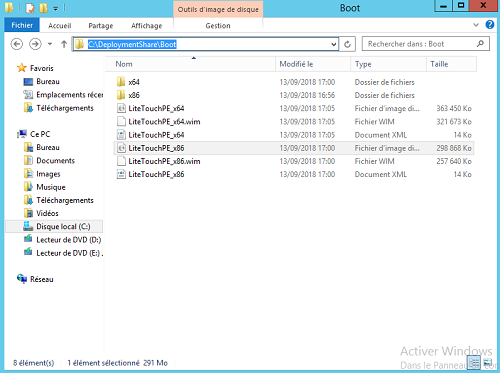 Outils d'image de disque
Boot
Fichier Accueil Partage Affichage Gestion
C:\DeploymentShare\Boot
Rechercher dans : Boot
Nom Modifié le Type Taille
Favoris
Bureau
Emplacements récen
Téléchargements
Ce PC
Bureau
Documents
Images
Musique
Téléchargements
Vidéos
Disque local (C:)
Lecteur de DVD (D:)
Lecteur de DVD (E:) .
Réseau
x64 13/09/2018 17:00 Dossier de fichiers
x86 13/09/2018 16:56 Dossier de fichiers
LiteTouchPE_x64 13/09/2018 17:05 Fichier d'image di... 363 450 Ko
LiteTouchPE_x64.wim 13/09/2018 17:05 Fichier WIM 321 673 Ko
LiteTouchPE_x64 13/09/2018 17:05 Document XML 14 Ko
LiteTouchPE_x86 13/09/2018 17:00 Fichier d'image di... 298 868 Ko
LiteTouchPE_x86.wim 13/09/2018 17:00 Fichier WIM 257 640 Ko
LiteTouchPE_x86 13/09/2018 17:00 Document XML 14 Ko
Activer Windows
Dans le Panneau de con
8 élément(s) 1 élément sélectionné 291 Mo